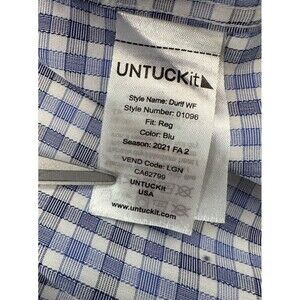 UNTUCKit
Style Name: Durif WF
Style Number: 01096
Fit: Reg
Color: Blu
Season: 2021 FA 2
VEND Code: LGN
CA62799
UNTUCKit
USA
www.untuckit.com